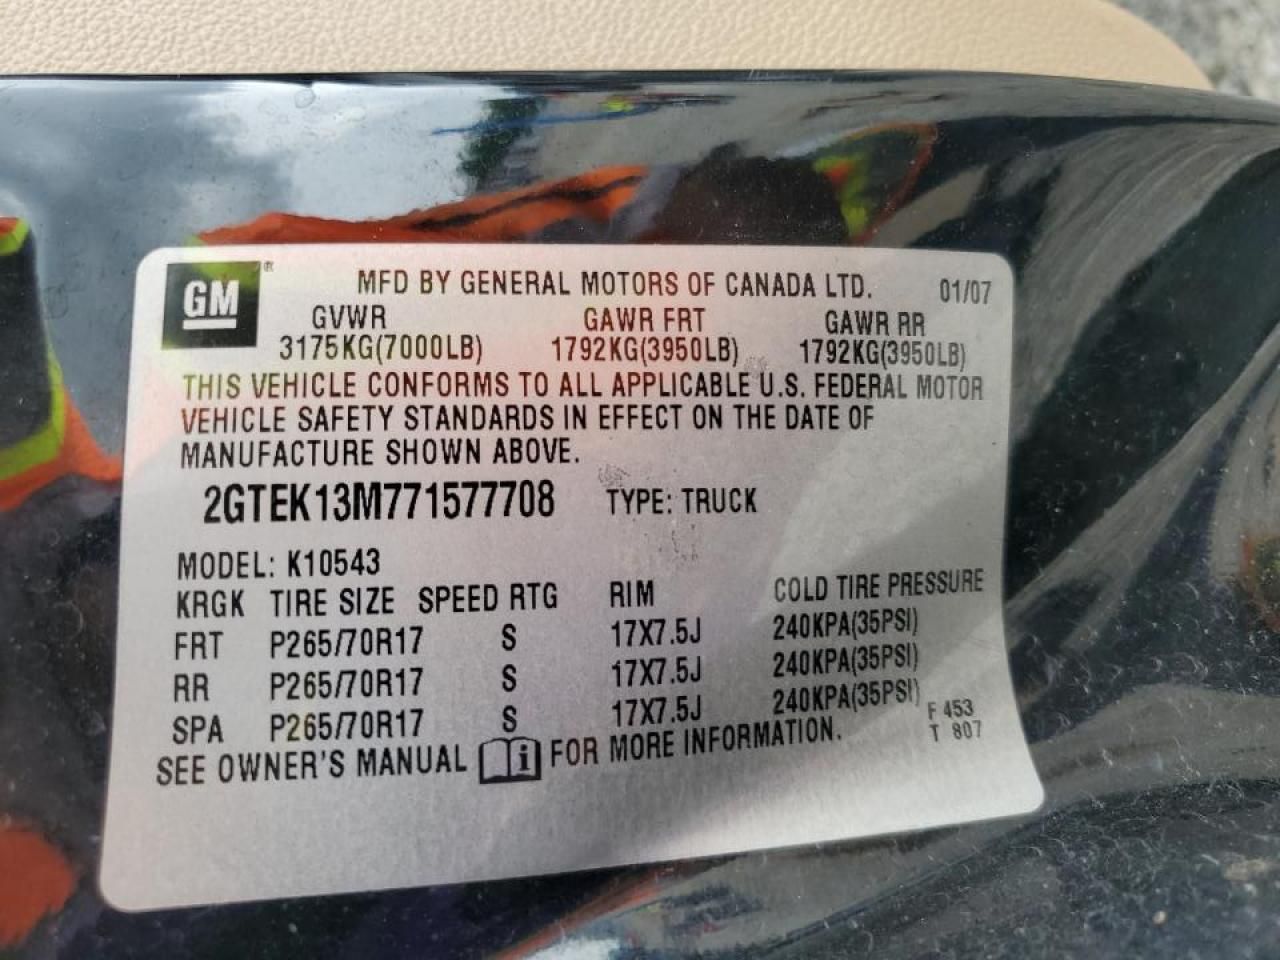 GM ® MFD BY GENERAL MOTORS OF CANADA LTD. 01/07
GVWR GAWR FRT GAWR RR
3175KG(7000LB) 1792KG(3950LB) 1792KG(3950LB)
THIS VEHICLE CONFORMS TO ALL APPLICABLE U.S. FEDERAL MOTOR
VEHICLE SAFETY STANDARDS IN EFFECT ON THE DATE OF
MANUFACTURE SHOWN ABOVE.
2GTEK13M771577708 TYPE: TRUCK
MODEL: K10543
KRGK TIRE SIZE SPEED RTG RIM COLD TIRE PRESSURE
FRT P265/70R17 S 17X7.5J 240KPA(35PSI)
RR P265/70R17 S 17X7.5J 240KPA(35PSI)
SPA P265/70R17 S 17X7.5J 240KPA(35PSI)
SEE OWNER'S MANUAL i FOR MORE INFORMATION.
F 453
T 807